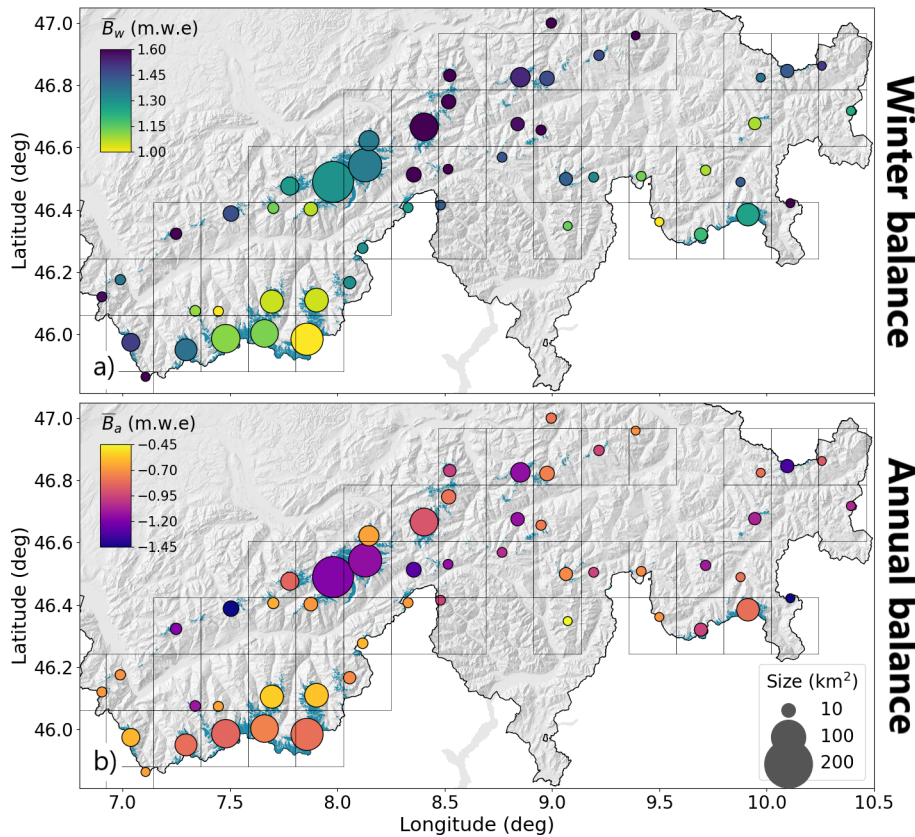 47.0
46.8
46.6
46.4
46.2
46.0
Latitude (deg)
B̅w (m.w.e)
1.60
1.45
1.30
1.15
1.00
a)
Winter balance
47.0
46.8
46.6
46.4
46.2
46.0
Latitude (deg)
B̅a (m.w.e)
−0.45
−0.70
−0.95
−1.20
−1.45
b)
Size (km²)
10
100
200
Annual balance
7.0 7.5 8.0 8.5 9.0 9.5 10.0 10.5
Longitude (deg)